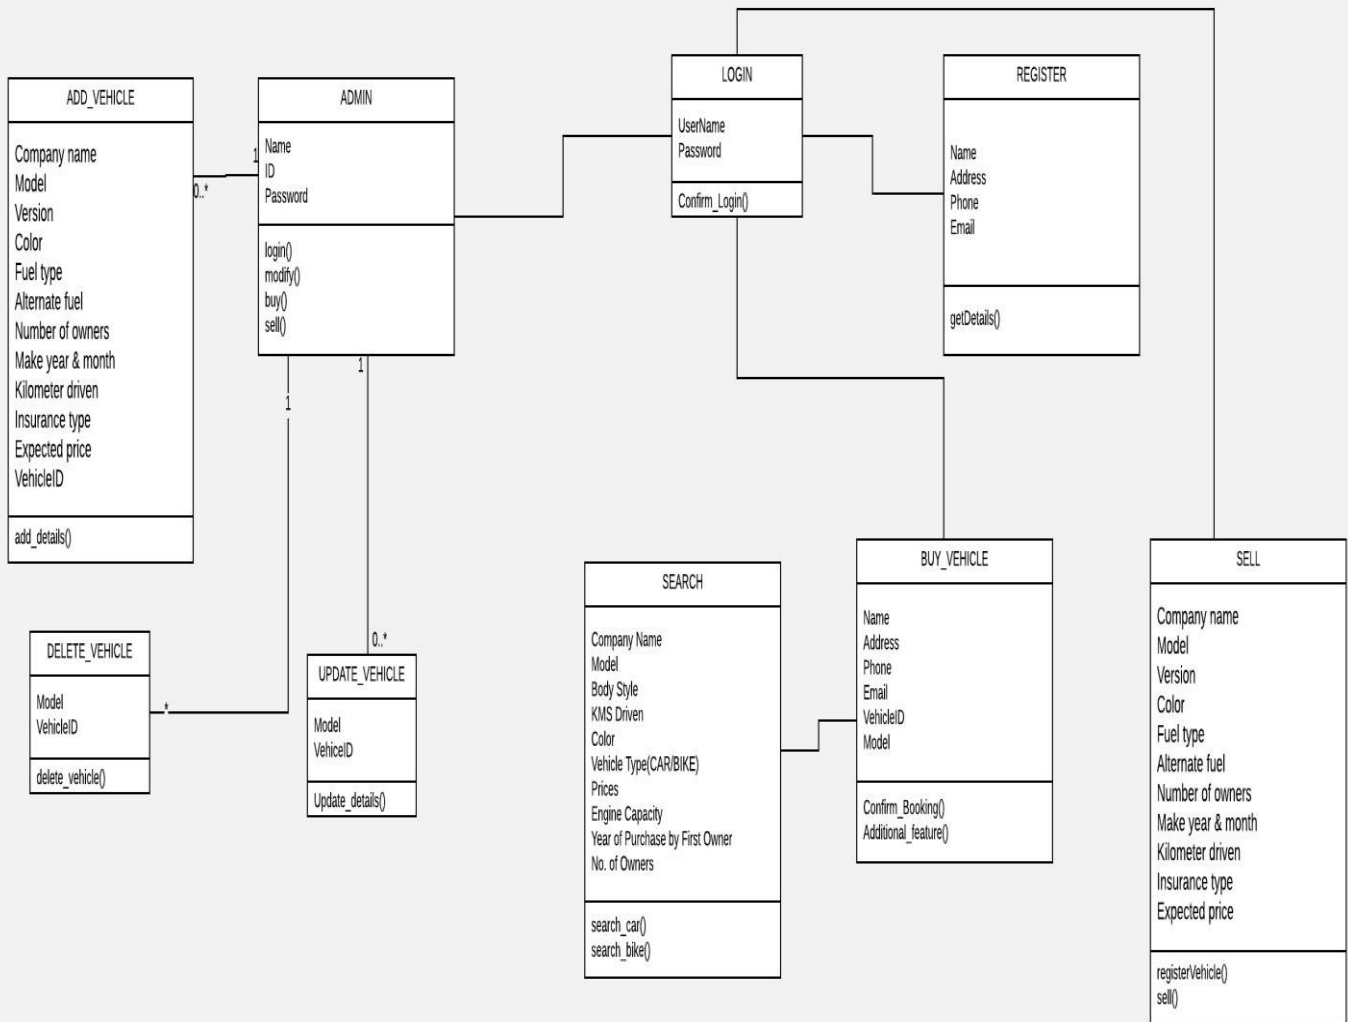 ADD_VEHICLE
Company name
Model
Version
Color
Fuel type
Alternate fuel
Number of owners
Make year & month
Kilometer driven
Insurance type
Expected price
VehicleID
add_details()
0..*
1
ADMIN
Name
ID
Password
login()
modify()
buy()
sell()
1
1
LOGIN
UserName
Password
Confirm_Login()
REGISTER
Name
Address
Phone
Email
getDetails()
DELETE_VEHICLE
Model
VehicleID
delete_vehicle()
*
0..*
UPDATE_VEHICLE
Model
VehiceID
Update_details()
SEARCH
Company Name
Model
Body Style
KMS Driven
Color
Vehicle Type(CAR/BIKE)
Prices
Engine Capacity
Year of Purchase by First Owner
No. of Owners
search_car()
search_bike()
BUY_VEHICLE
Name
Address
Phone
Email
VehicleID
Model
Confirm_Booking()
Additional_feature()
SELL
Company name
Model
Version
Color
Fuel type
Alternate fuel
Number of owners
Make year & month
Kilometer driven
Insurance type
Expected price
registerVehicle()
sell()